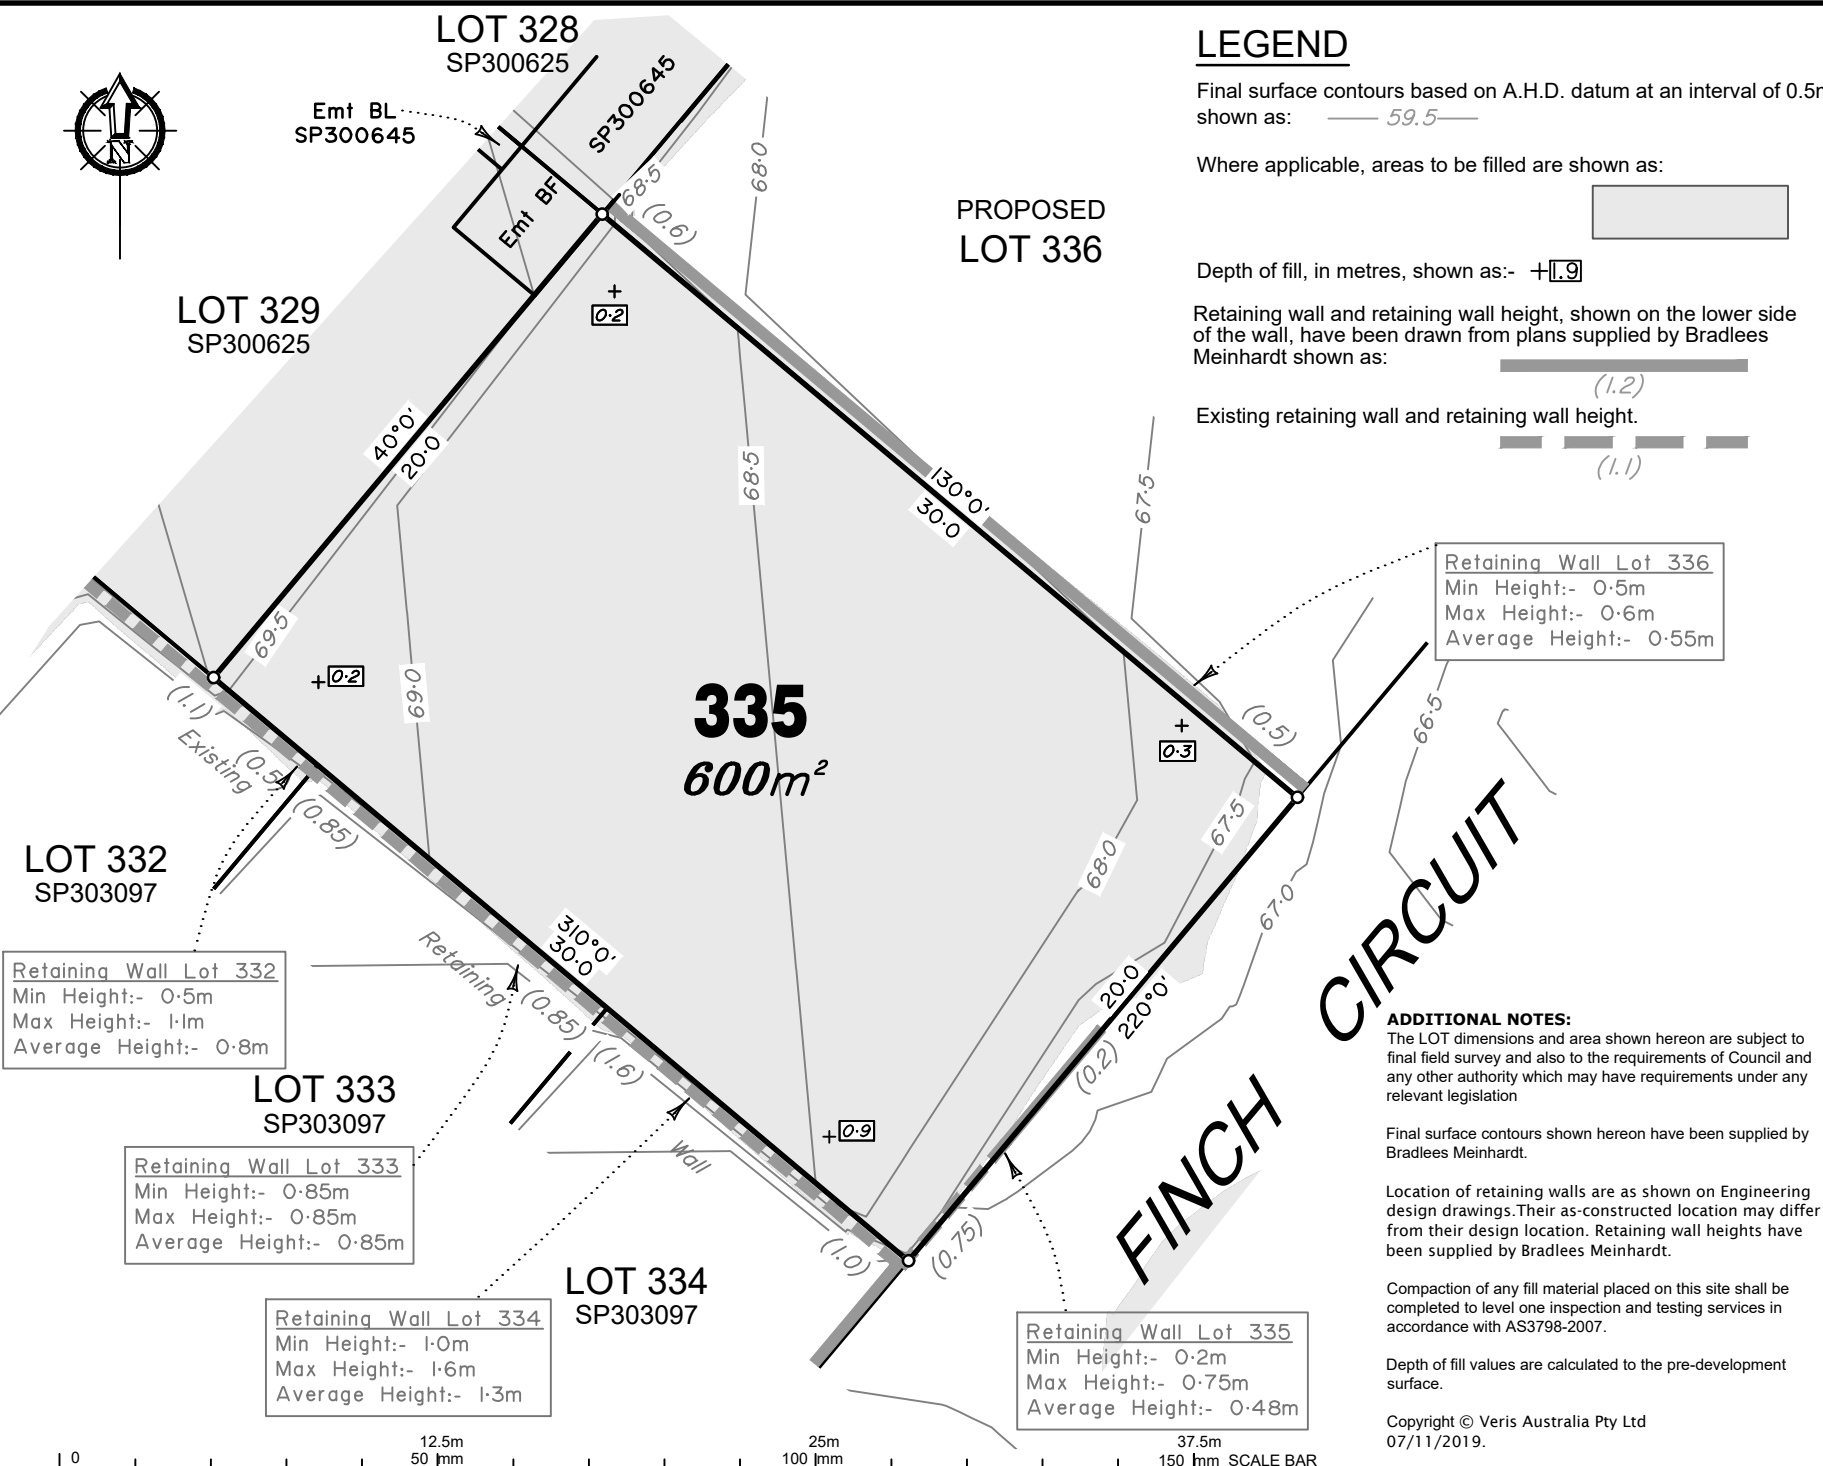 LOT 328
SP300625
Emt BL
SP300645
SP300645
Emt BF
N
68·5
(0.6)
68·0
PROPOSED
LOT 336
LOT 329
SP300625
0·2
40°0'
20·0
68·5
130°0'
30·0
67·5
69·5
0·2
69·0
335
600m²
0·3
(0.5)
67·5
68·0
67·0
66·5
(1.1)
Existing
(0.5)
(0.85)
LOT 332
SP303097
310°0'
30·0
Retaining
(0.85)
(1.6)
20·0
220°0'
(0.2)
LOT 333
SP303097
Wall
0·9
(1.0)
(0.75)
LOT 334
SP303097
FINCH CIRCUIT
Retaining Wall Lot 336
Min Height:- 0·5m
Max Height:- 0·6m
Average Height:- 0·55m
Retaining Wall Lot 332
Min Height:- 0·5m
Max Height:- 1·1m
Average Height:- 0·8m
Retaining Wall Lot 333
Min Height:- 0·85m
Max Height:- 0·85m
Average Height:- 0·85m
Retaining Wall Lot 334
Min Height:- 1·0m
Max Height:- 1·6m
Average Height:- 1·3m
Retaining Wall Lot 335
Min Height:- 0·2m
Max Height:- 0·75m
Average Height:- 0·48m
LEGEND
Final surface contours based on A.H.D. datum at an interval of 0.5m
shown as: 59.5
Where applicable, areas to be filled are shown as:
Depth of fill, in metres, shown as:- +1.9
Retaining wall and retaining wall height, shown on the lower side
of the wall, have been drawn from plans supplied by Bradlees
Meinhardt shown as:
(1.2)
Existing retaining wall and retaining wall height.
(1.1)
ADDITIONAL NOTES:
The LOT dimensions and area shown hereon are subject to
final field survey and also to the requirements of Council and
any other authority which may have requirements under any
relevant legislation
Final surface contours shown hereon have been supplied by
Bradlees Meinhardt.
Location of retaining walls are as shown on Engineering
design drawings.Their as-constructed location may differ
from their design location. Retaining wall heights have
been supplied by Bradlees Meinhardt.
Compaction of any fill material placed on this site shall be
completed to level one inspection and testing services in
accordance with AS3798-2007.
Depth of fill values are calculated to the pre-development
surface.
Copyright © Veris Australia Pty Ltd
07/11/2019.
12.5m 25m 37.5m
0 50 mm 100 mm 150 mm SCALE BAR